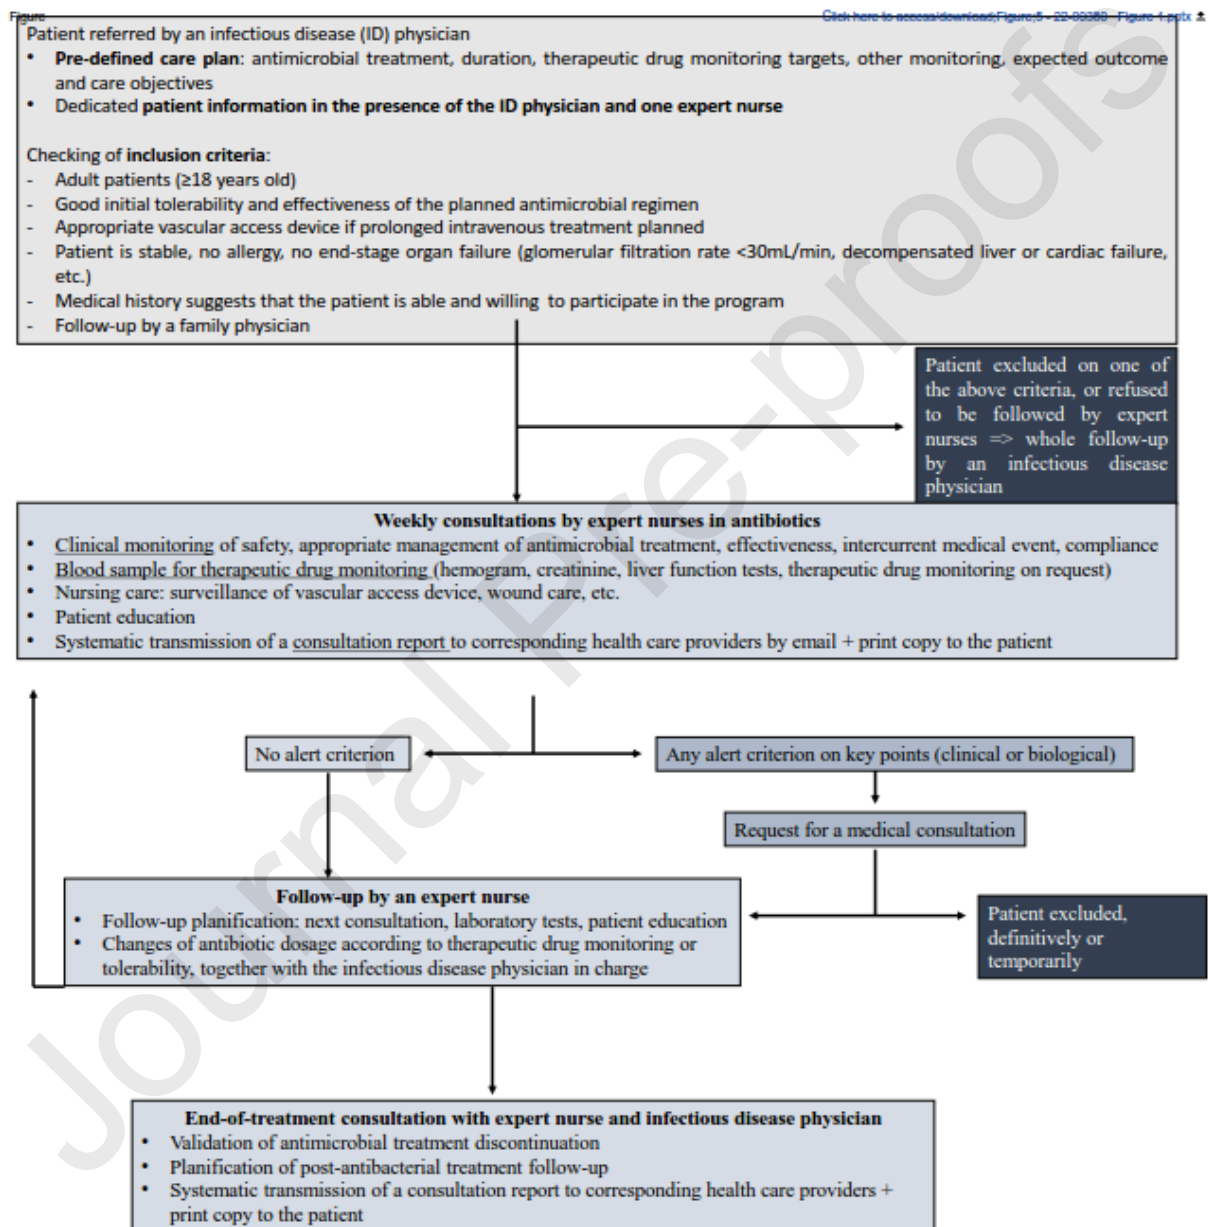 Figure
Click here to access/download;Figure;5 - 22-00380 - Figure 1.pptx
Patient referred by an infectious disease (ID) physician
• Pre-defined care plan: antimicrobial treatment, duration, therapeutic drug monitoring targets, other monitoring, expected outcome
and care objectives
• Dedicated patient information in the presence of the ID physician and one expert nurse
Checking of inclusion criteria:
- Adult patients (≥18 years old)
- Good initial tolerability and effectiveness of the planned antimicrobial regimen
- Appropriate vascular access device if prolonged intravenous treatment planned
- Patient is stable, no allergy, no end-stage organ failure (glomerular filtration rate <30mL/min, decompensated liver or cardiac failure,
etc.)
- Medical history suggests that the patient is able and willing to participate in the program
- Follow-up by a family physician
Patient excluded on one of
the above criteria, or refused
to be followed by expert
nurses => whole follow-up
by an infectious disease
physician
Weekly consultations by expert nurses in antibiotics
• Clinical monitoring of safety, appropriate management of antimicrobial treatment, effectiveness, intercurrent medical event, compliance
• Blood sample for therapeutic drug monitoring (hemogram, creatinine, liver function tests, therapeutic drug monitoring on request)
• Nursing care: surveillance of vascular access device, wound care, etc.
• Patient education
• Systematic transmission of a consultation report to corresponding health care providers by email + print copy to the patient
No alert criterion
Any alert criterion on key points (clinical or biological)
Request for a medical consultation
Follow-up by an expert nurse
• Follow-up planification: next consultation, laboratory tests, patient education
• Changes of antibiotic dosage according to therapeutic drug monitoring or
tolerability, together with the infectious disease physician in charge
Patient excluded,
definitively or
temporarily
End-of-treatment consultation with expert nurse and infectious disease physician
• Validation of antimicrobial treatment discontinuation
• Planification of post-antibacterial treatment follow-up
• Systematic transmission of a consultation report to corresponding health care providers +
print copy to the patient
Journal Pre-proofs